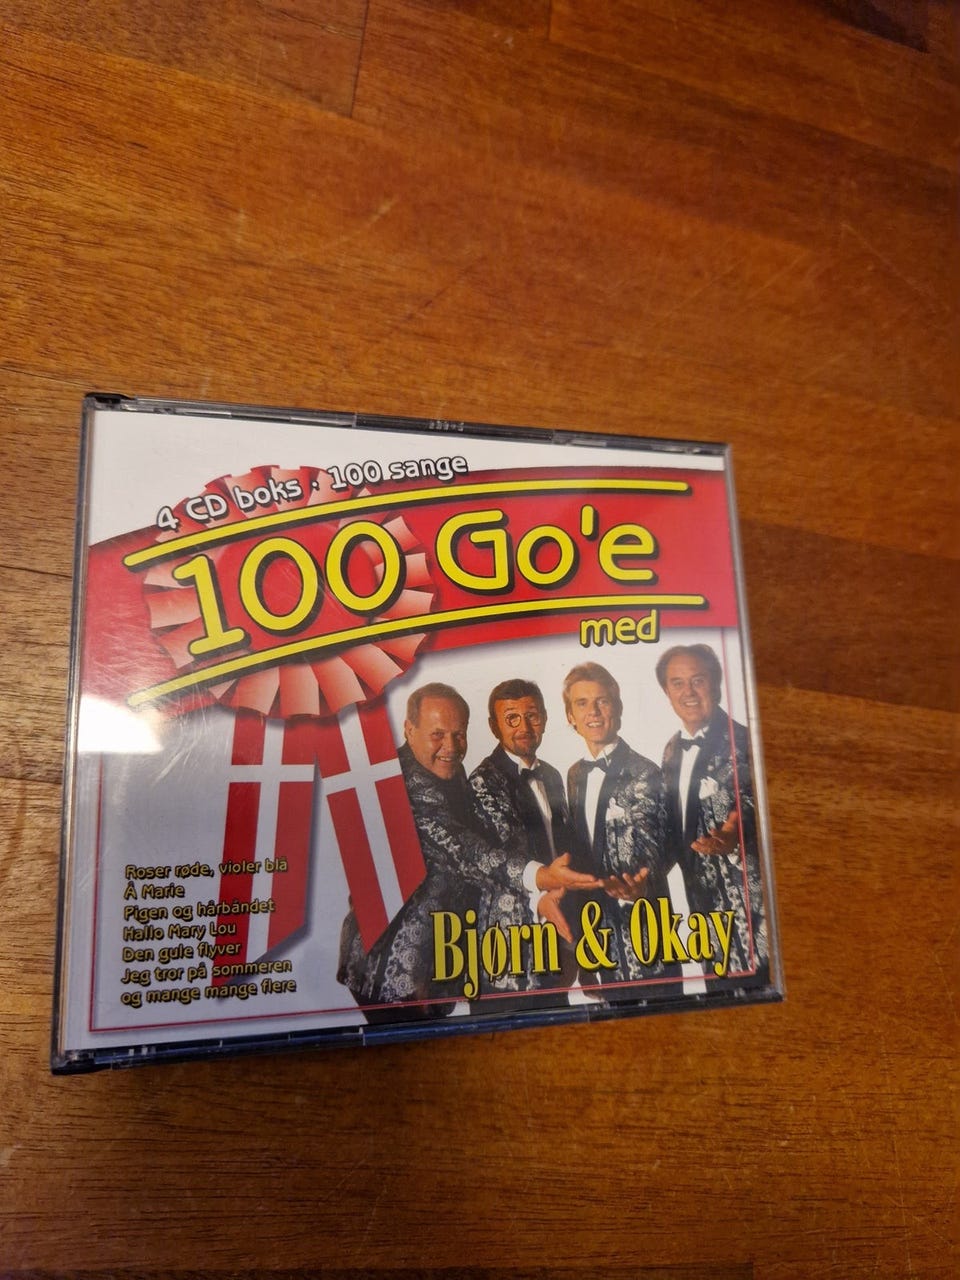 4 CD boks · 100 sange
100 Go'e
med
Roser røde, violer blå
Å Marie
Pigen og hårbåndet
Hallo Mary Lou
Den gule flyver
Jeg tror på sommeren
og mange mange flere
Bjørn & Okay